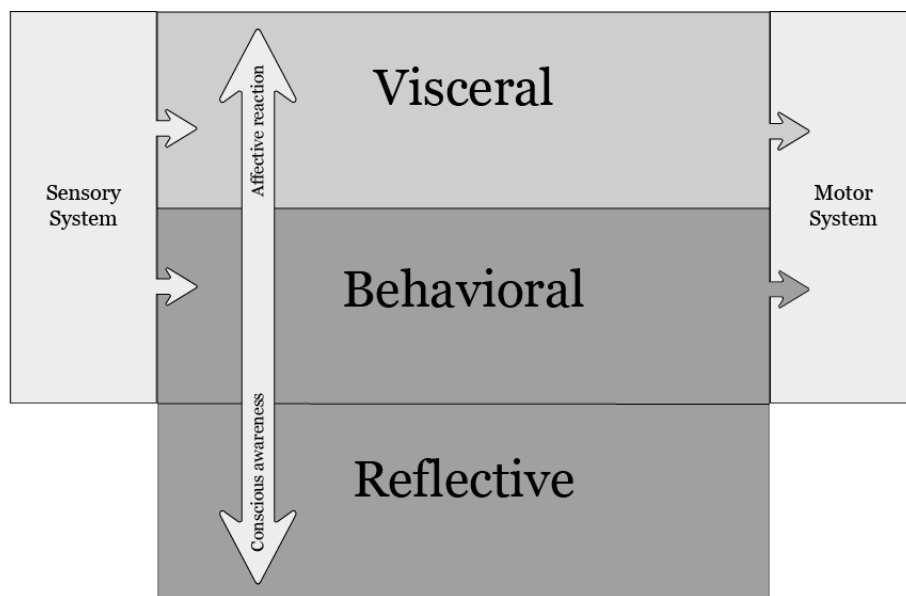 Visceral
Affective reaction
Sensory
System
Motor
System
Behavioral
Conscious awareness
Reflective